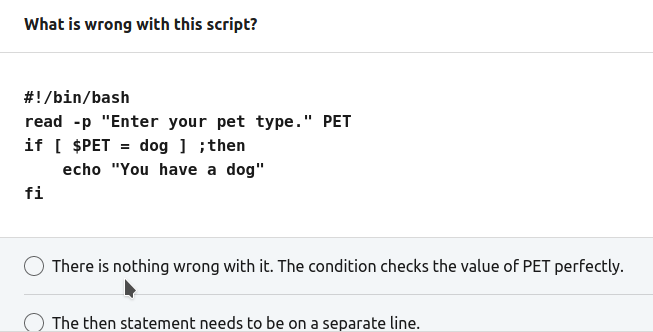 What is wrong with this script?
#!/bin/bash
read -p "Enter your pet type." PET
if [ $PET = dog ] ;then
    echo "You have a dog"
fi
There is nothing wrong with it. The condition checks the value of PET perfectly.
The then statement needs to be on a separate line.